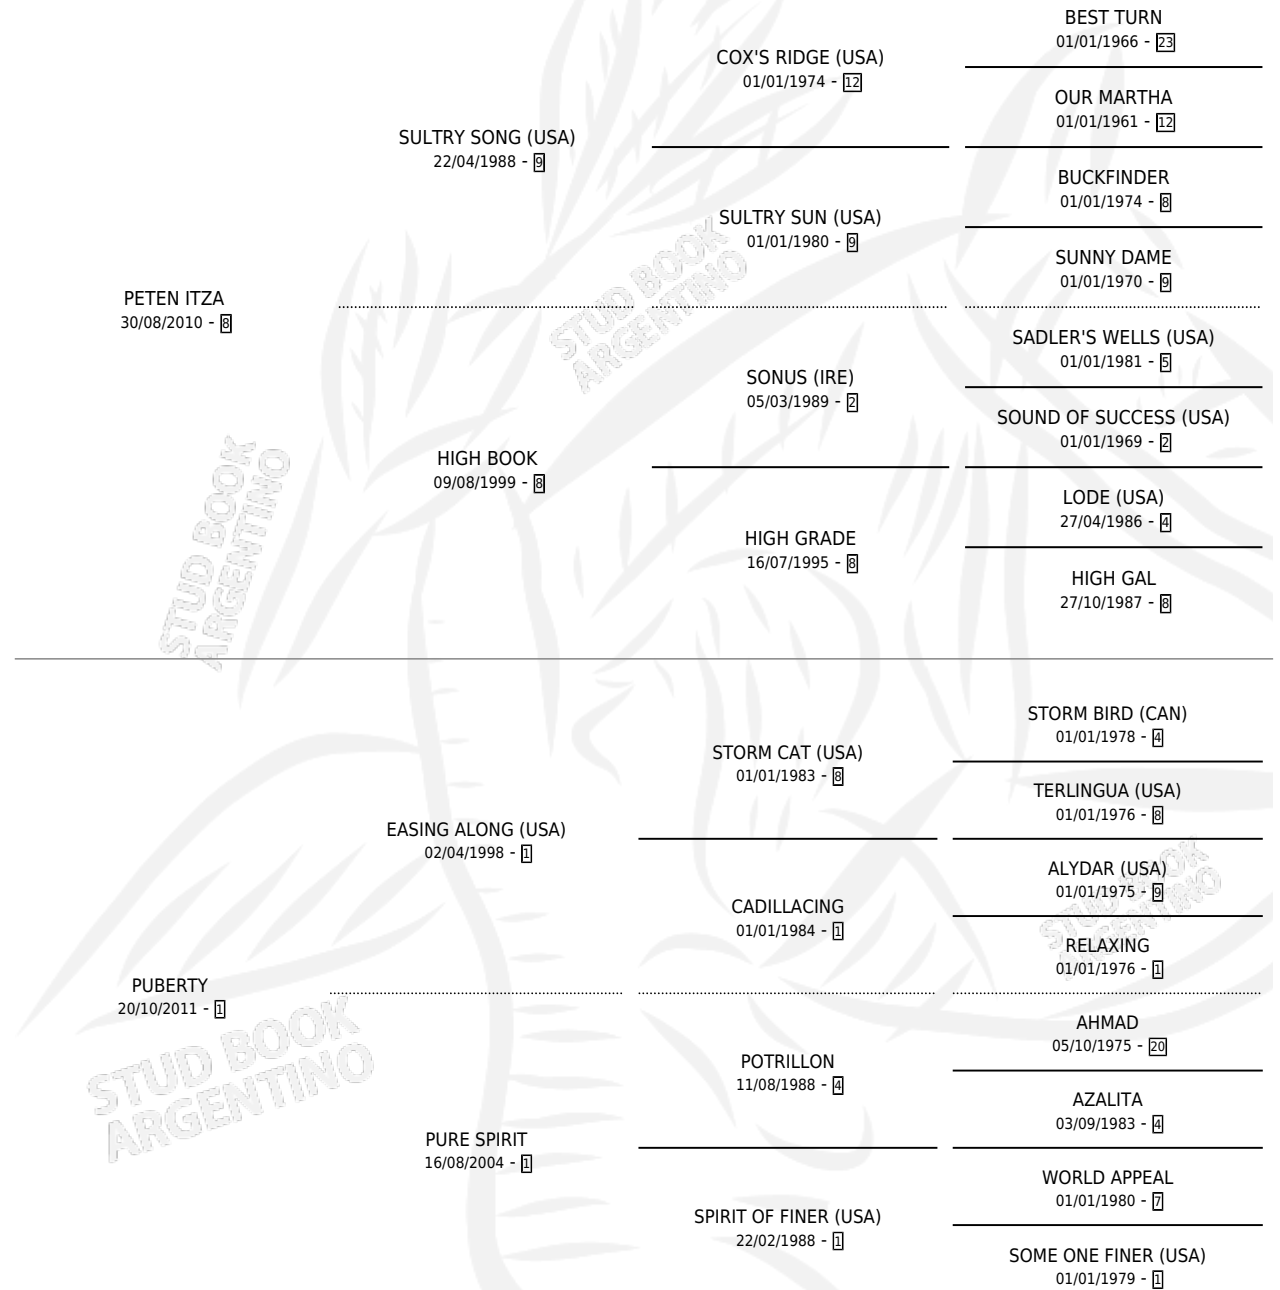 BEST TURN
01/01/1966 - 23
COX'S RIDGE (USA)
01/01/1974 - 12
OUR MARTHA
01/01/1961 - 12
SULTRY SONG (USA)
22/04/1988 - 9
BUCKFINDER
01/01/1974 - 8
SULTRY SUN (USA)
01/01/1980 - 9
SUNNY DAME
01/01/1970 - 9
PETEN ITZA
30/08/2010 - 8
SADLER'S WELLS (USA)
01/01/1981 - 5
SONUS (IRE)
05/03/1989 - 2
SOUND OF SUCCESS (USA)
01/01/1969 - 2
HIGH BOOK
09/08/1999 - 8
LODE (USA)
27/04/1986 - 4
HIGH GRADE
16/07/1995 - 8
HIGH GAL
27/10/1987 - 8
STORM BIRD (CAN)
01/01/1978 - 4
STORM CAT (USA)
01/01/1983 - 8
TERLINGUA (USA)
01/01/1976 - 8
EASING ALONG (USA)
02/04/1998 - 1
ALYDAR (USA)
01/01/1975 - 9
CADILLACING
01/01/1984 - 1
RELAXING
01/01/1976 - 1
PUBERTY
20/10/2011 - 1
AHMAD
05/10/1975 - 20
POTRILLON
11/08/1988 - 4
AZALITA
03/09/1983 - 4
PURE SPIRIT
16/08/2004 - 1
WORLD APPEAL
01/01/1980 - 7
SPIRIT OF FINER (USA)
22/02/1988 - 1
SOME ONE FINER (USA)
01/01/1979 - 1
STUD BOOK
ARGENTINO
STUD BOOK
ARGENTINO
STUD BOOK
ARGENTINO
STUD BOOK
ARGENTINO